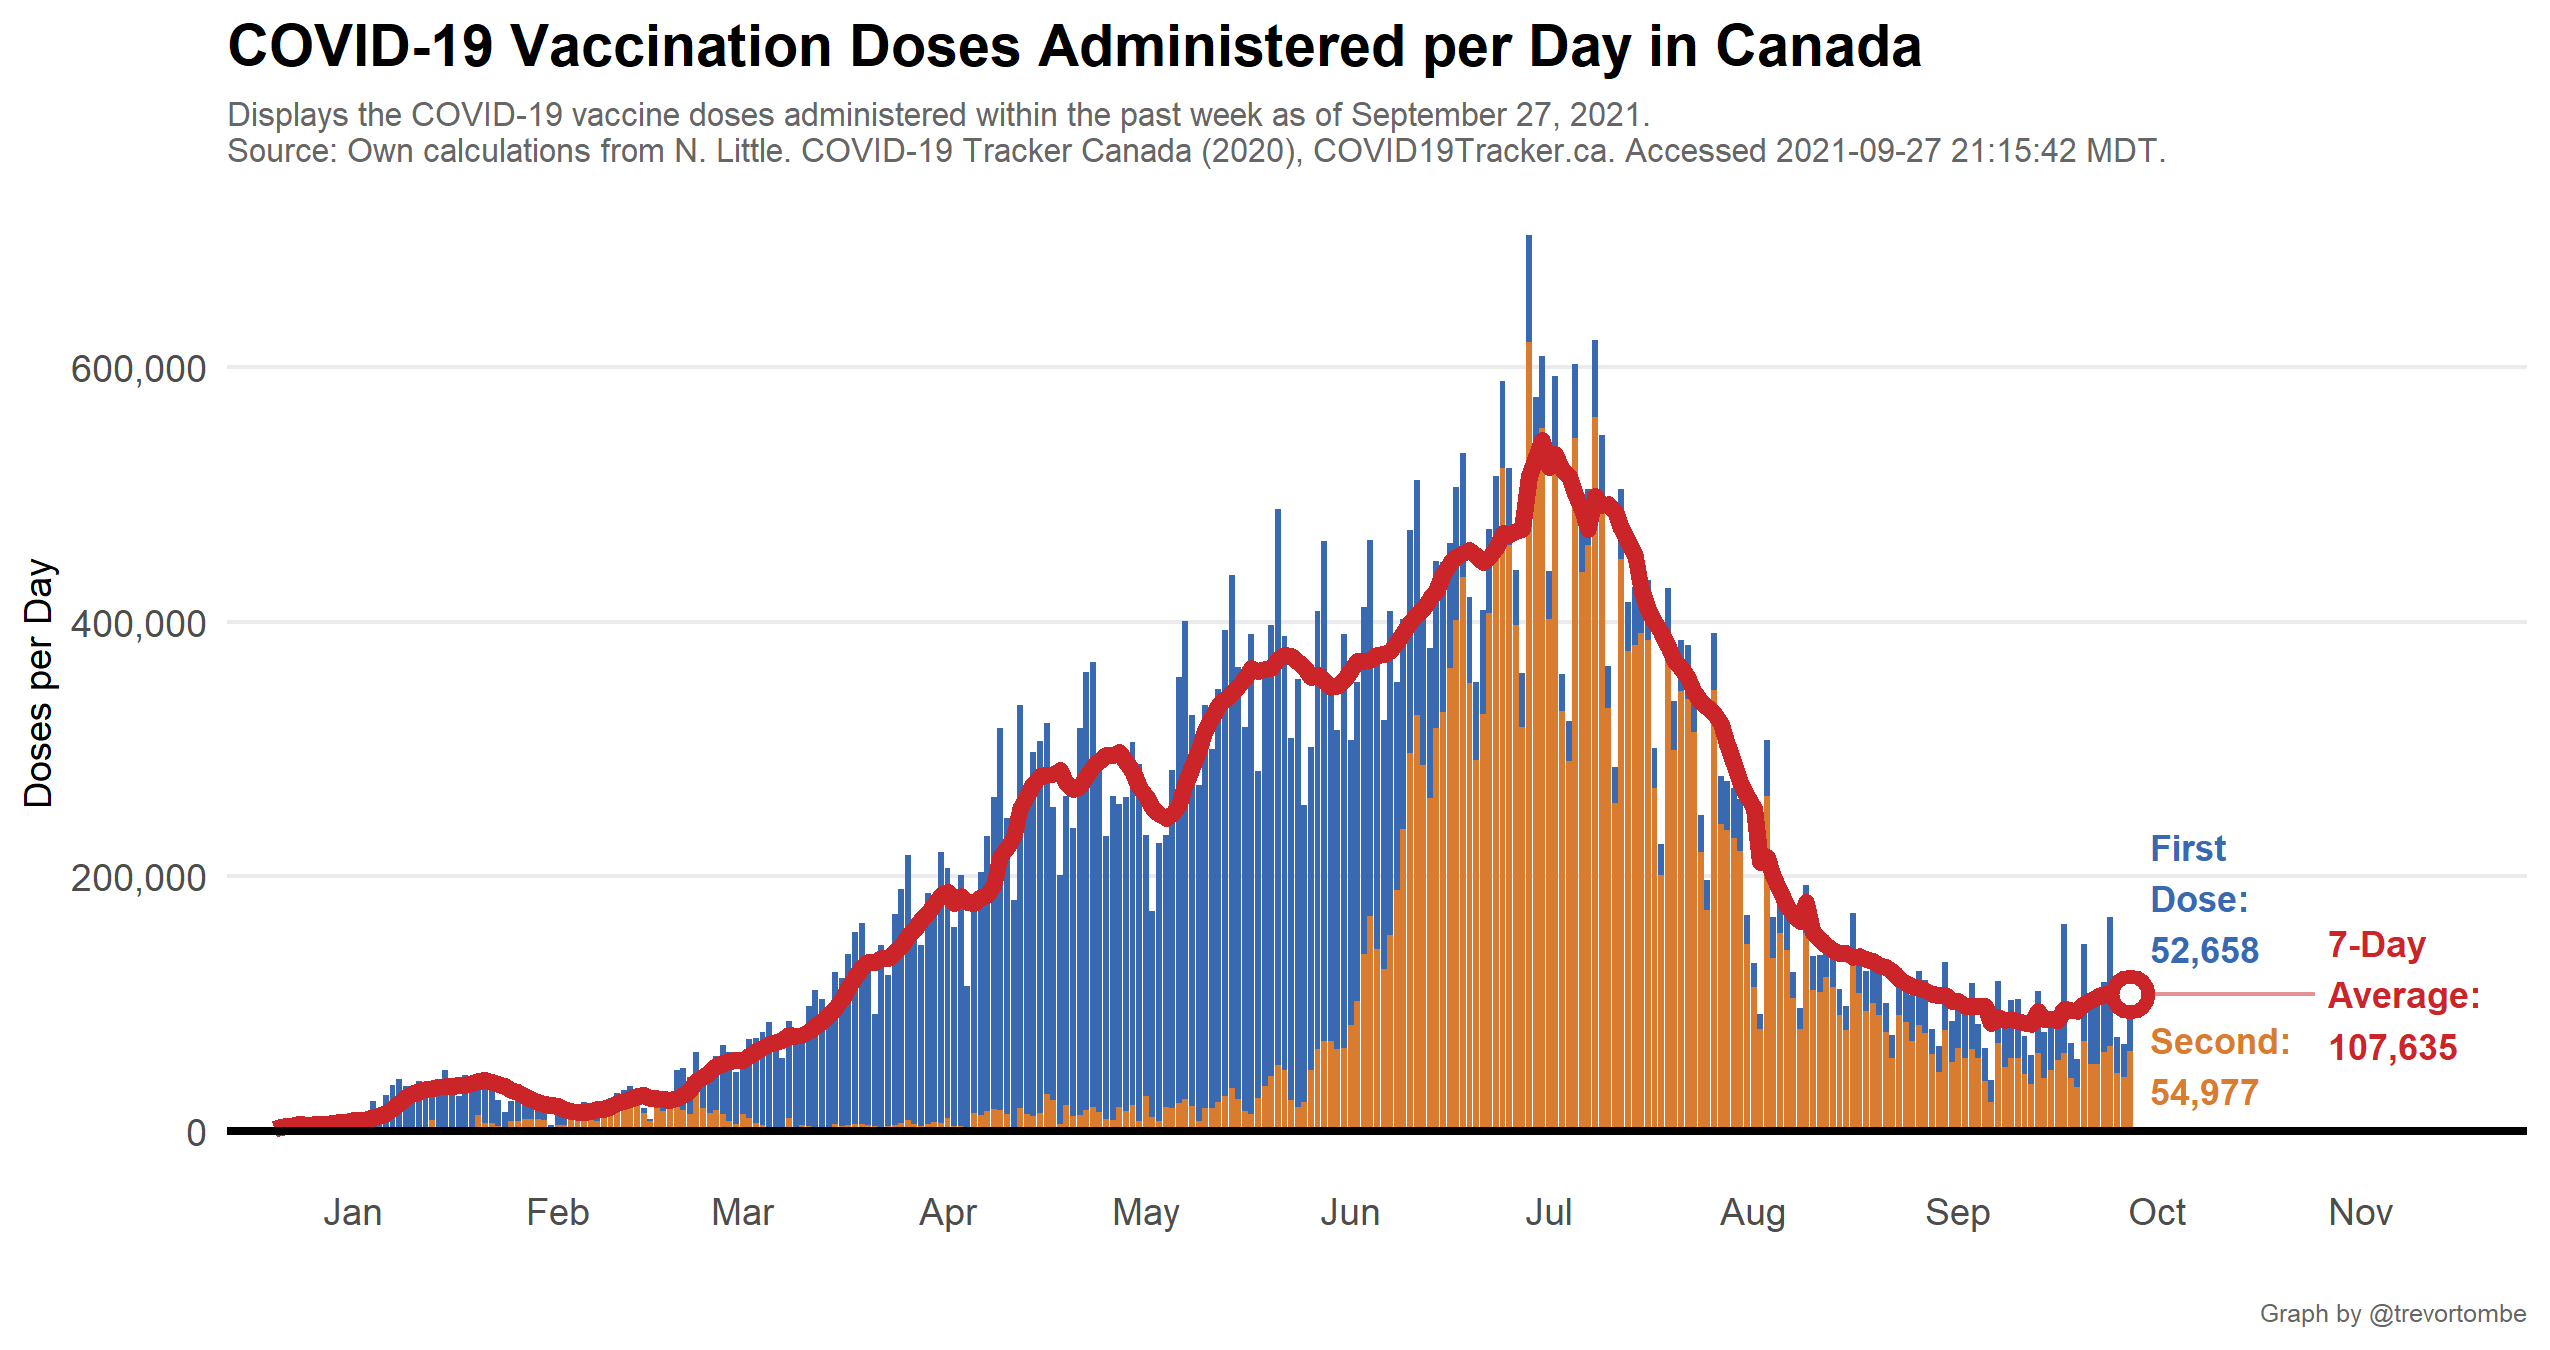 COVID-19 Vaccination Doses Administered per Day in Canada
Displays the COVID-19 vaccine doses administered within the past week as of September 27, 2021.
Source: Own calculations from N. Little. COVID-19 Tracker Canada (2020), COVID19Tracker.ca. Accessed 2021-09-27 21:15:42 MDT.
Doses per Day
600,000
400,000
200,000
0
First
Dose:
52,658
Second:
54,977
7-Day
Average:
107,635
Jan Feb Mar Apr May Jun Jul Aug Sep Oct Nov
Graph by @trevortombe